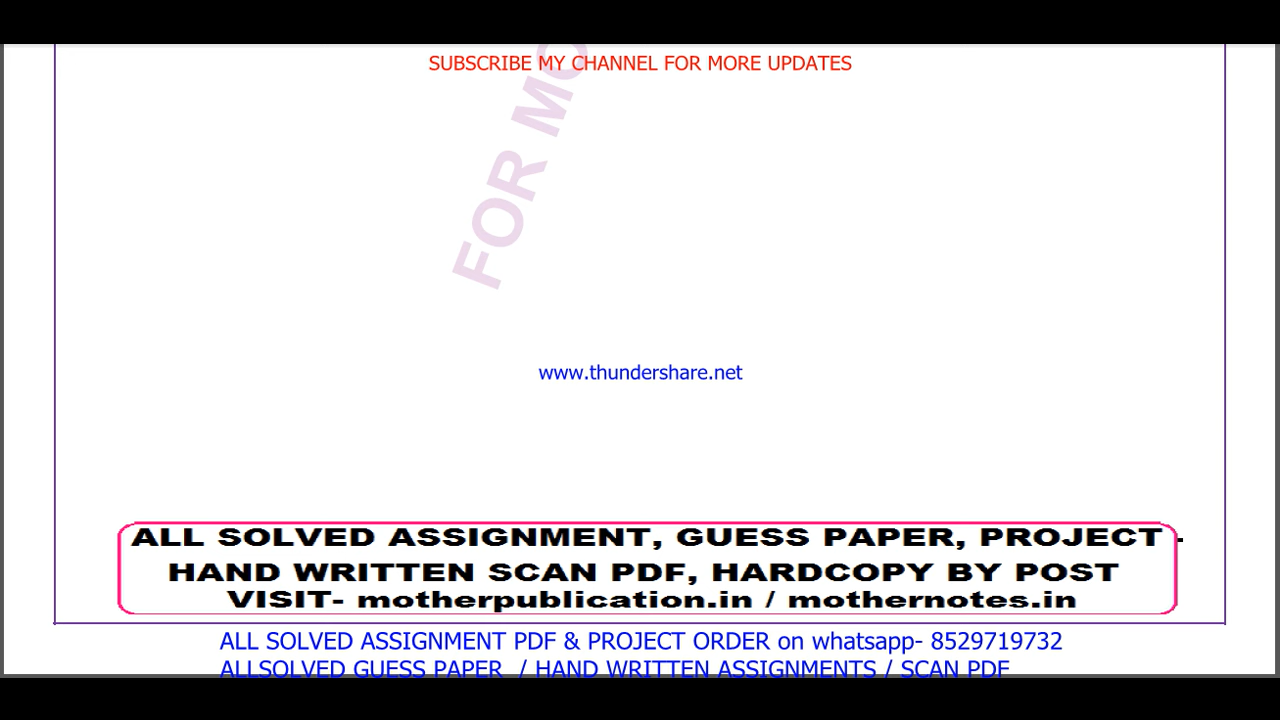 SUBSCRIBE MY CHANNEL FOR MORE UPDATES
FOR
www.thundershare.net
ALL SOLVED ASSIGNMENT, GUESS PAPER, PROJECT -
HAND WRITTEN SCAN PDF, HARDCOPY BY POST
VISIT- motherpublication.in / mothernotes.in
ALL SOLVED ASSIGNMENT PDF & PROJECT ORDER on whatsapp- 8529719732
ALLSOLVED GUESS PAPER / HAND WRITTEN ASSIGNMENTS / SCAN PDF